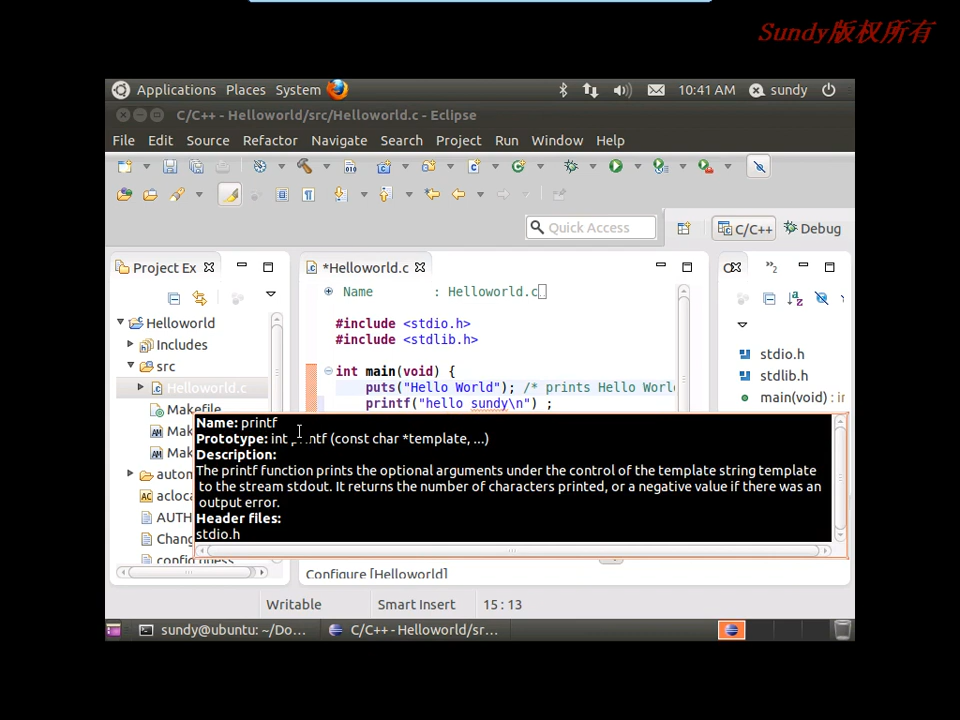 Sundy版权所有
Applications Places System 10:41 AM sundy
C/C++ - Helloworld/src/Helloworld.c - Eclipse
File Edit Source Refactor Navigate Search Project Run Window Help
Quick Access C/C++ Debug
Project Ex *Helloworld.c
Name : Helloworld.c
Helloworld
#include <stdio.h>
#include <stdlib.h>
Includes
stdio.h
src
int main(void) {
stdlib.h
Helloworld.c
puts("Hello World"); /* prints Hello Worl
main(void) : i
Makefile
printf("hello sundy\n") ;
Name: printf
Mak
Prototype: int printf (const char *template, ...)
Mak
Description:
The printf function prints the optional arguments under the control of the template string template
autom
to the stream stdout. It returns the number of characters printed, or a negative value if there was an
acloca
output error.
AUTH
Header files:
stdio.h
Chang
Configure [Helloworld]
Writable Smart Insert 15 : 13
sundy@ubuntu: ~/Do... C/C++ - Helloworld/sr...